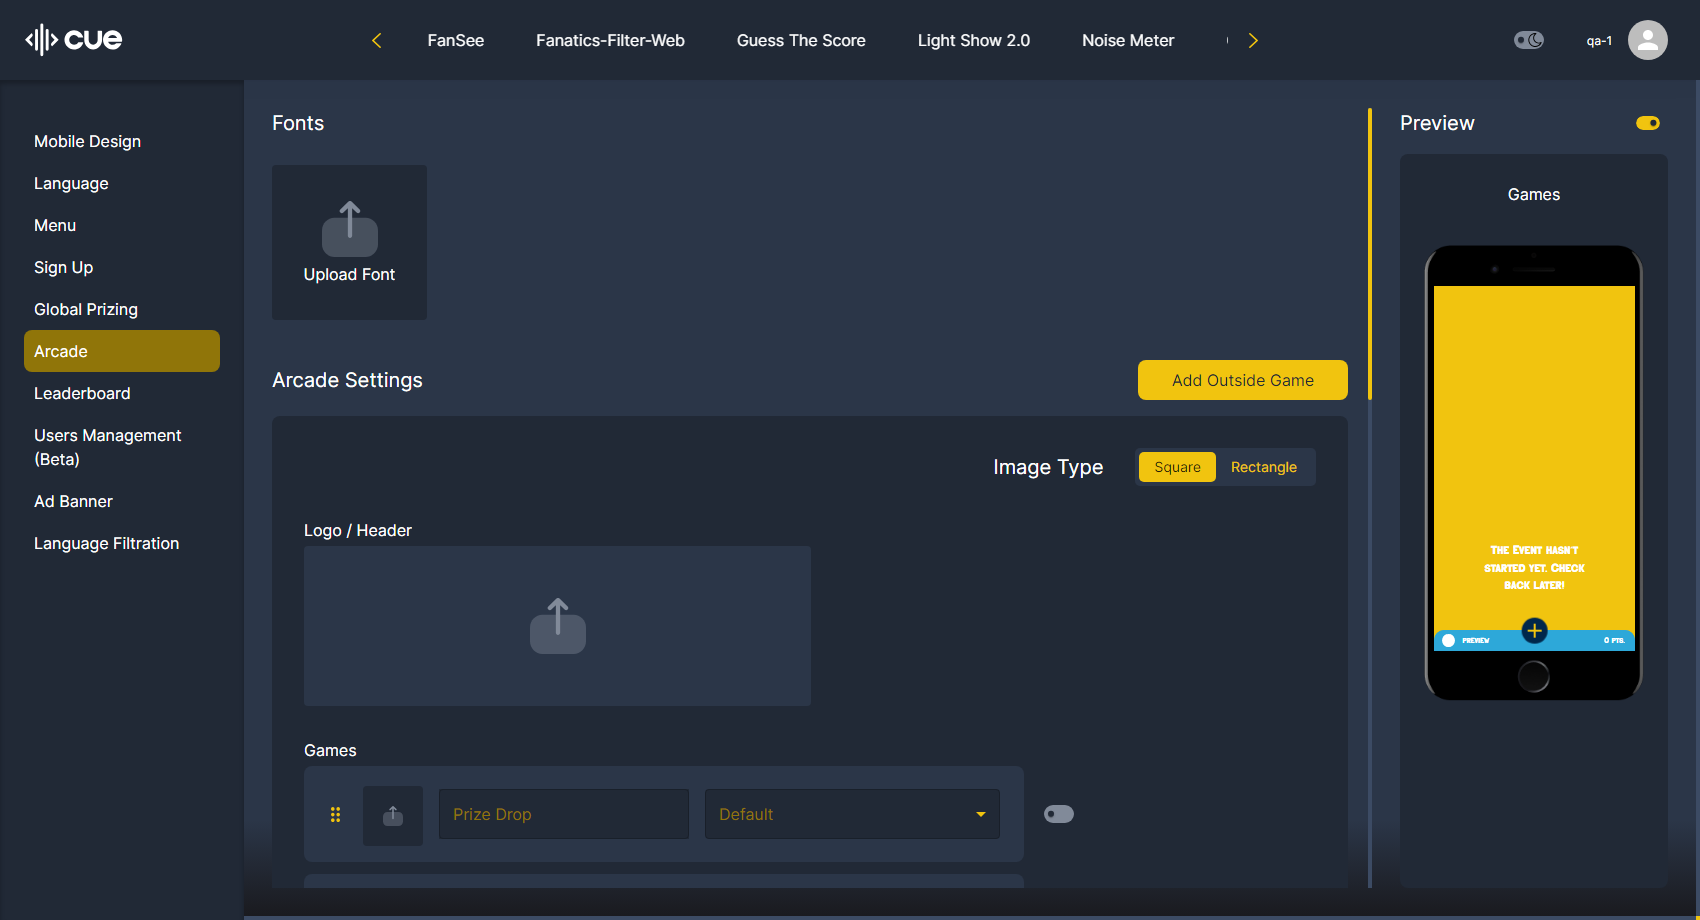 cue
FanSee
Fanatics-Filter-Web
Guess The Score
Light Show 2.0
Noise Meter
qa-1
Mobile Design
Language
Menu
Sign Up
Global Prizing
Arcade
Leaderboard
Users Management
(Beta)
Ad Banner
Language Filtration
Fonts
Upload Font
Arcade Settings
Add Outside Game
Image Type
Square
Rectangle
Logo / Header
Games
Prize Drop
Default
Preview
Games
The Event hasn't
started yet. Check
back later!
PREVIEW
0 PTS.